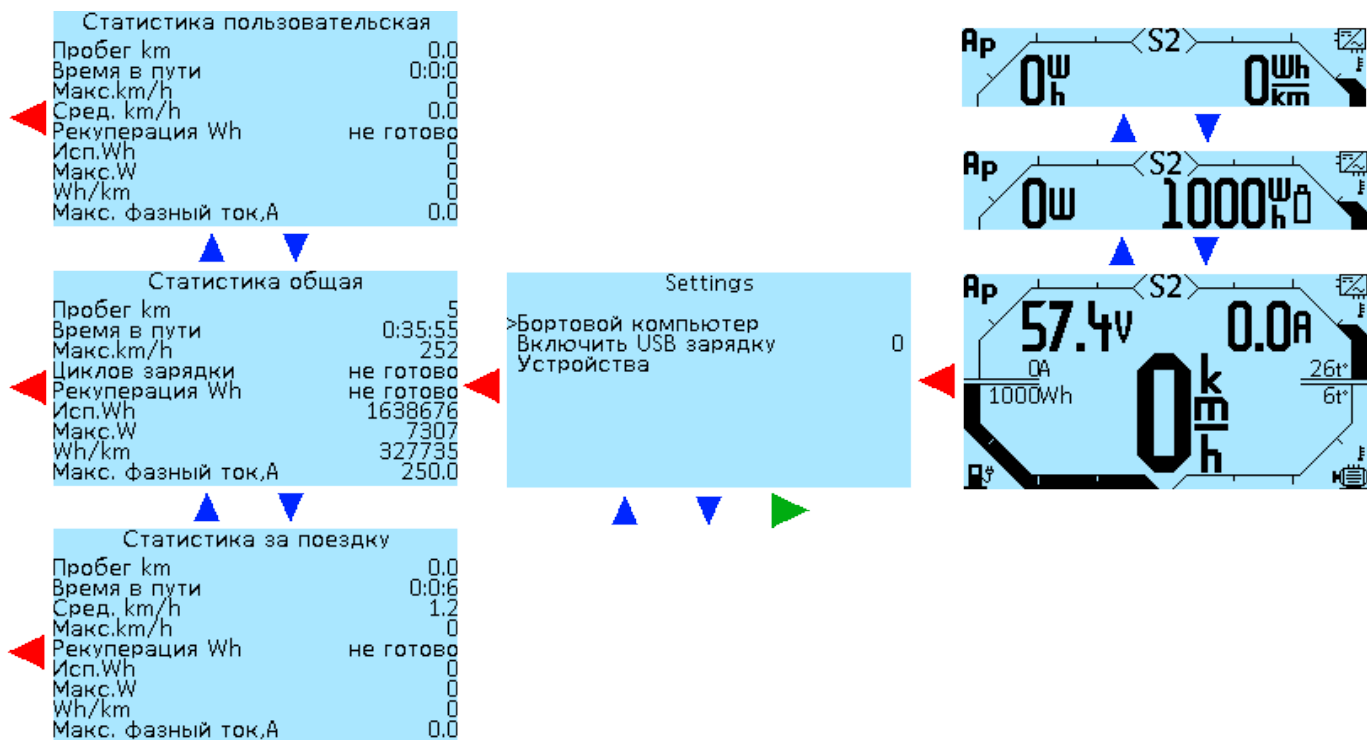 Статистика пользовательская
Пробег km 0.0
Время в пути 0:0:0
Макс.km/h 0
Сред. km/h 0.0
Рекуперация Wh не готово
Исп.Wh 0
Макс.W 0
Wh/km 0
Макс. фазный ток,А 0.0
Статистика общая
Пробег km 5
Время в пути 0:35:55
Макс.km/h 252
Циклов зарядки не готово
Рекуперация Wh не готово
Исп.Wh 1638676
Макс.W 7307
Wh/km 327735
Макс. фазный ток,А 250.0
Статистика за поездку
Пробег km 0.0
Время в пути 0:0:6
Сред. km/h 1.2
Макс.km/h 0
Рекуперация Wh не готово
Исп.Wh 0
Макс.W 0
Wh/km 0
Макс. фазный ток,А 0.0
Settings
>Бортовой компьютер
Включить USB зарядку 0
Устройства
Ap S2
0Wh 0Wh/km
Ap S2
0W 1000Wh
Ap S2
57.4V 0.0A
0A 26t°
1000Wh 6t°
0km/h